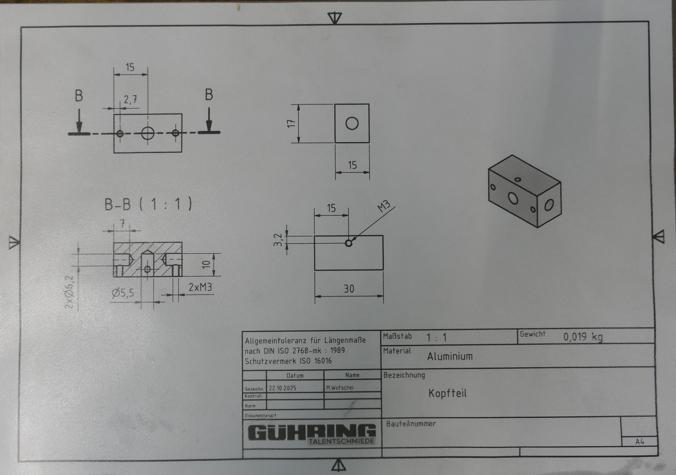 15
2,7
B
B
17
15
B-B ( 1 : 1 )
7
2xØ6,2
Ø5,5
2xM3
10
15
M3
3,2
30
Allgemeintoleranz für Längenmaße
nach DIN ISO 2768-mk : 1989
Schutzvermerk ISO 16016
Maßstab 1 : 1
Gewicht 0,019 kg
Material Aluminium
Datum Name
22.10.2025
Norm
Bezeichnung
Kopfteil
GÜHRING
TALENTSCHMIEDE
Bauteilnummer
A4